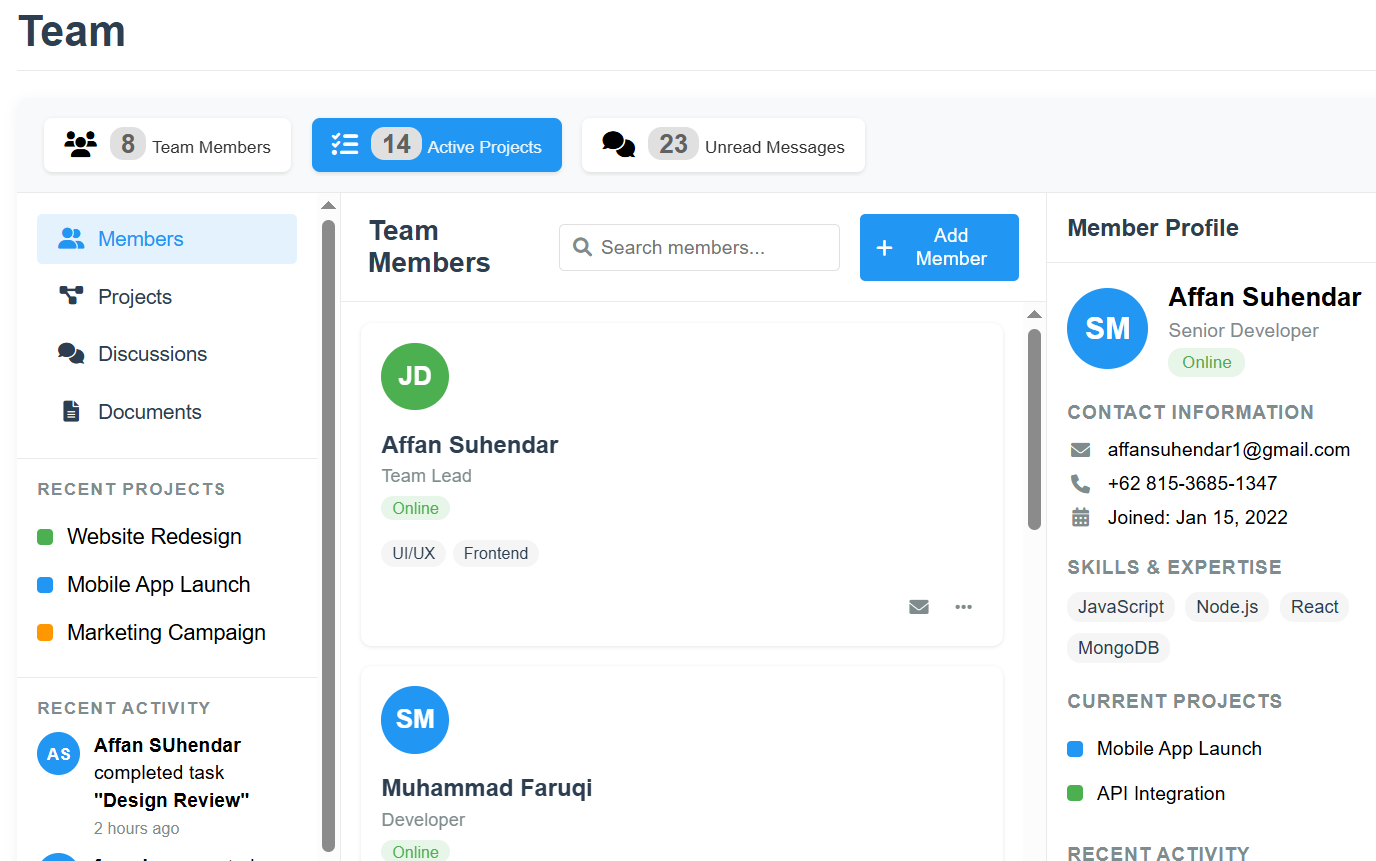 Team
8 Team Members
14 Active Projects
23 Unread Messages
Members
Projects
Discussions
Documents
RECENT PROJECTS
Website Redesign
Mobile App Launch
Marketing Campaign
RECENT ACTIVITY
AS
Affan SUhendar
completed task
"Design Review"
2 hours ago
Team
Members
Search members...
Add
Member
JD
Affan Suhendar
Team Lead
Online
UI/UX Frontend
SM
Muhammad Faruqi
Developer
Online
Member Profile
SM
Affan Suhendar
Senior Developer
Online
CONTACT INFORMATION
affansuhendar1@gmail.com
+62 815-3685-1347
Joined: Jan 15, 2022
SKILLS & EXPERTISE
JavaScript Node.js React
MongoDB
CURRENT PROJECTS
Mobile App Launch
API Integration
RECENT ACTIVITY